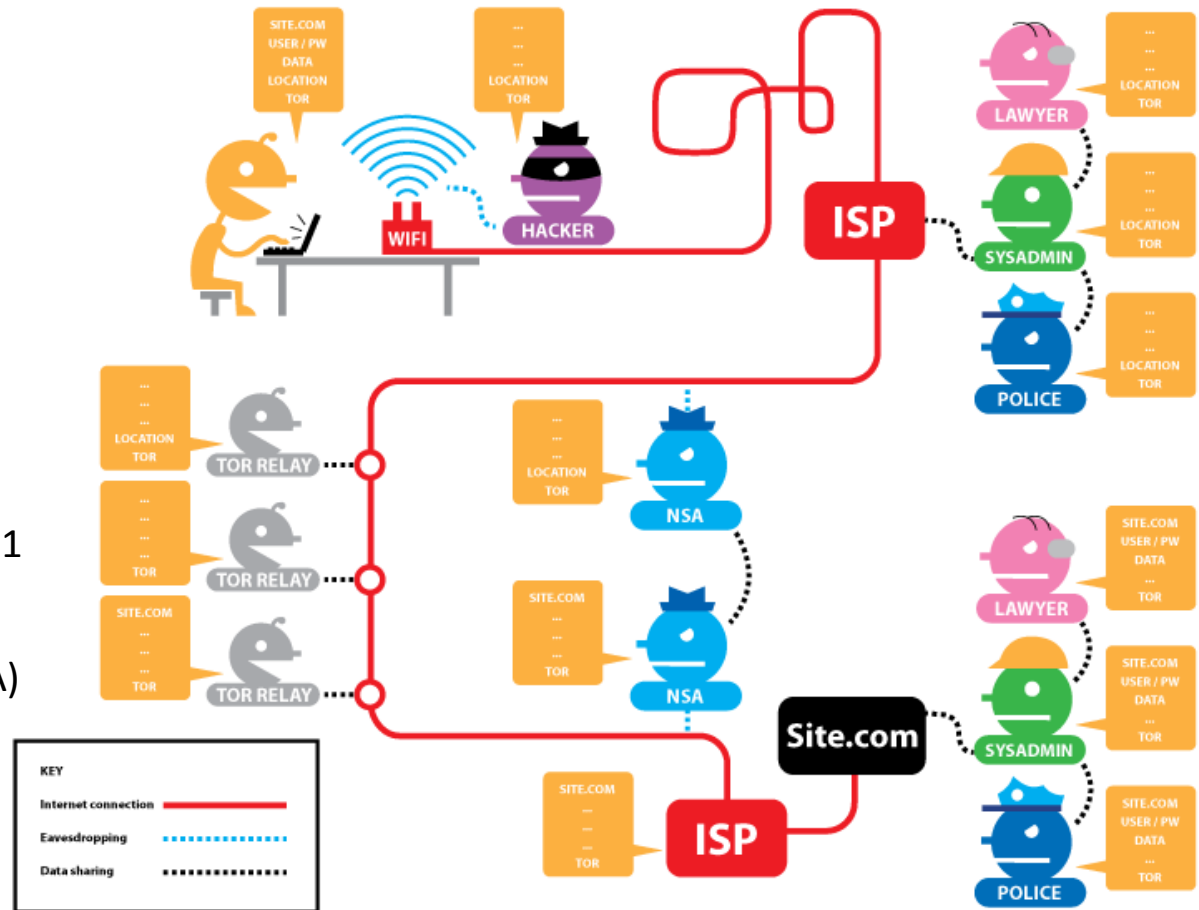 SITE.COM
USER / PW
DATA
LOCATION
TOR
...
...
...
LOCATION
TOR
WIFI
HACKER
ISP
...
...
...
LOCATION
TOR
LAWYER
...
...
...
LOCATION
TOR
SYSADMIN
...
...
...
LOCATION
TOR
POLICE
...
...
...
LOCATION
TOR
TOR RELAY
...
...
...
...
TOR
TOR RELAY
SITE.COM
...
...
...
TOR
TOR RELAY
1
A)
...
...
...
LOCATION
TOR
NSA
SITE.COM
...
...
...
TOR
NSA
KEY
Internet connection
Eavesdropping
Data sharing
SITE.COM
...
...
...
TOR
ISP
Site.com
SITE.COM
USER / PW
DATA
...
TOR
LAWYER
SITE.COM
USER / PW
DATA
...
TOR
SYSADMIN
SITE.COM
USER / PW
DATA
...
TOR
POLICE